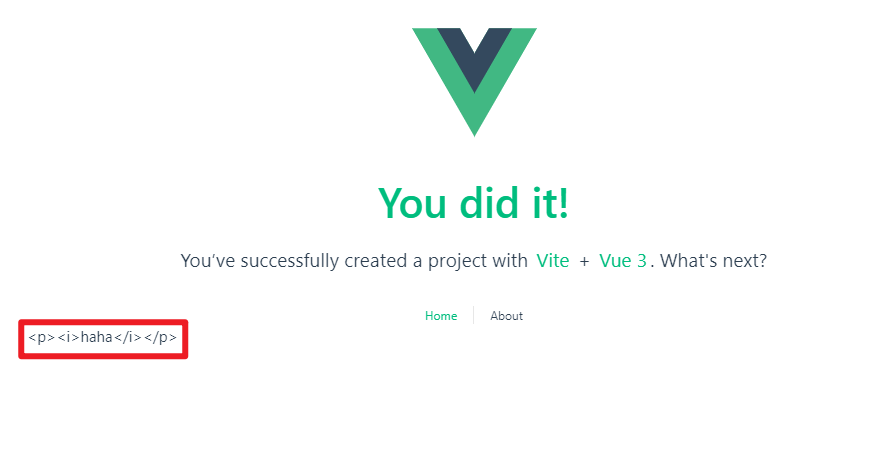 You did it!
You’ve successfully created a project with Vite + Vue 3. What's next?
Home About
<p><i>haha</i></p>